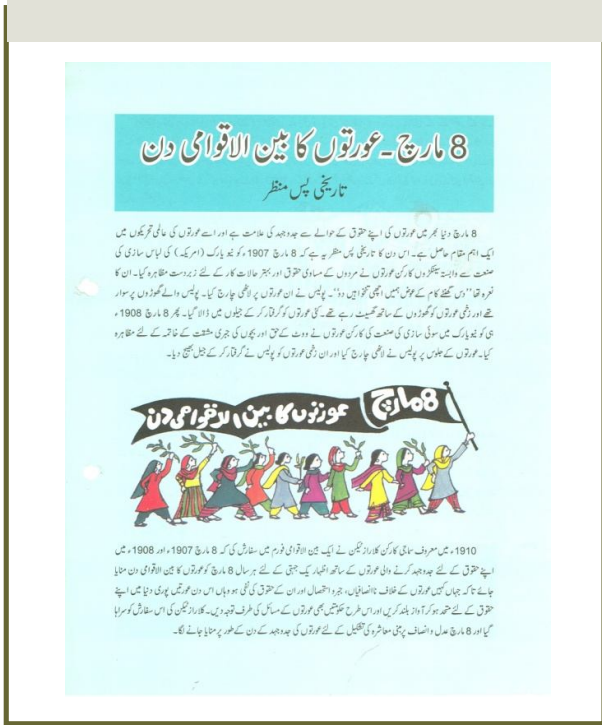 8 مارچ ۔ عورتوں کا بین الاقوامی دن
تاریخی پس منظر
8 مارچ دنیا بھر میں عورتوں کی اپنے حقوق کے حوالے سے جدوجہد کی علامت ہے اور اسے عورتوں کی عالمی تحریکوں میں
ایک اہم مقام حاصل ہے۔ اس دن کا تاریخی پس منظر یہ ہے کہ 8 مارچ 1907ء کو نیو یارک (امریکہ) کی لباس سازی کی
صنعت سے وابستہ سینکڑوں کارکن عورتوں نے مردوں کے مساوی حقوق اور بہتر حالات کار کے لئے زبردست مظاہرہ کیا۔ ان کا
نعرہ تھا "دس گھنٹے کام کے عوض ہمیں اچھی تنخواہیں دو"۔ پولیس نے ان عورتوں پر لاٹھی چارج کیا۔ پولیس والے گھوڑوں پر سوار
تھے اور زخمی عورتوں کو گھوڑوں کے ساتھ گھسیٹ رہے تھے۔ کئی عورتوں کو گرفتار کر کے جیلوں میں ڈالا گیا۔ پھر 8 مارچ 1908ء
ہی کو نیو یارک میں سوئی سازی کی صنعت کی کارکن عورتوں نے ووٹ کے حق اور بچوں کی جبری مشقت کے خاتمہ کے لئے مظاہرہ
کیا۔ عورتوں کے جلوس پر پولیس نے لاٹھی چارج کیا اور ان زخمی عورتوں کو پولیس نے گرفتار کر کے جیل بھیج دیا۔
8 مارچ عورتوں کا بین الاقوامی دن
1910ء میں معروف سماجی کارکن کلارا زٹیکن نے ایک بین الاقوامی فورم میں سفارش کی کہ 8 مارچ 1907ء اور 1908ء میں
اپنے حقوق کے لئے جدوجہد کرنے والی عورتوں کے ساتھ اظہار یک جہتی کے لئے ہر سال 8 مارچ کو عورتوں کا بین الاقوامی دن منایا
جائے تاکہ جہاں کہیں عورتوں کے خلاف ناانصافیاں، جبر و استحصال اور ان کے حقوق کی نفی ہو وہاں اس دن عورتیں پوری دنیا میں اپنے
حقوق کے لئے متحد ہو کر آواز بلند کریں اور اس طرح حکومتیں بھی عورتوں کے مسائل کی طرف توجہ دیں۔ کلارا زٹیکن کی اس سفارش کو سراہا
گیا اور 8 مارچ عدل و انصاف پر مبنی معاشرہ کی تشکیل کے لئے عورتوں کی جدوجہد کے دن کے طور پر منایا جانے لگا۔